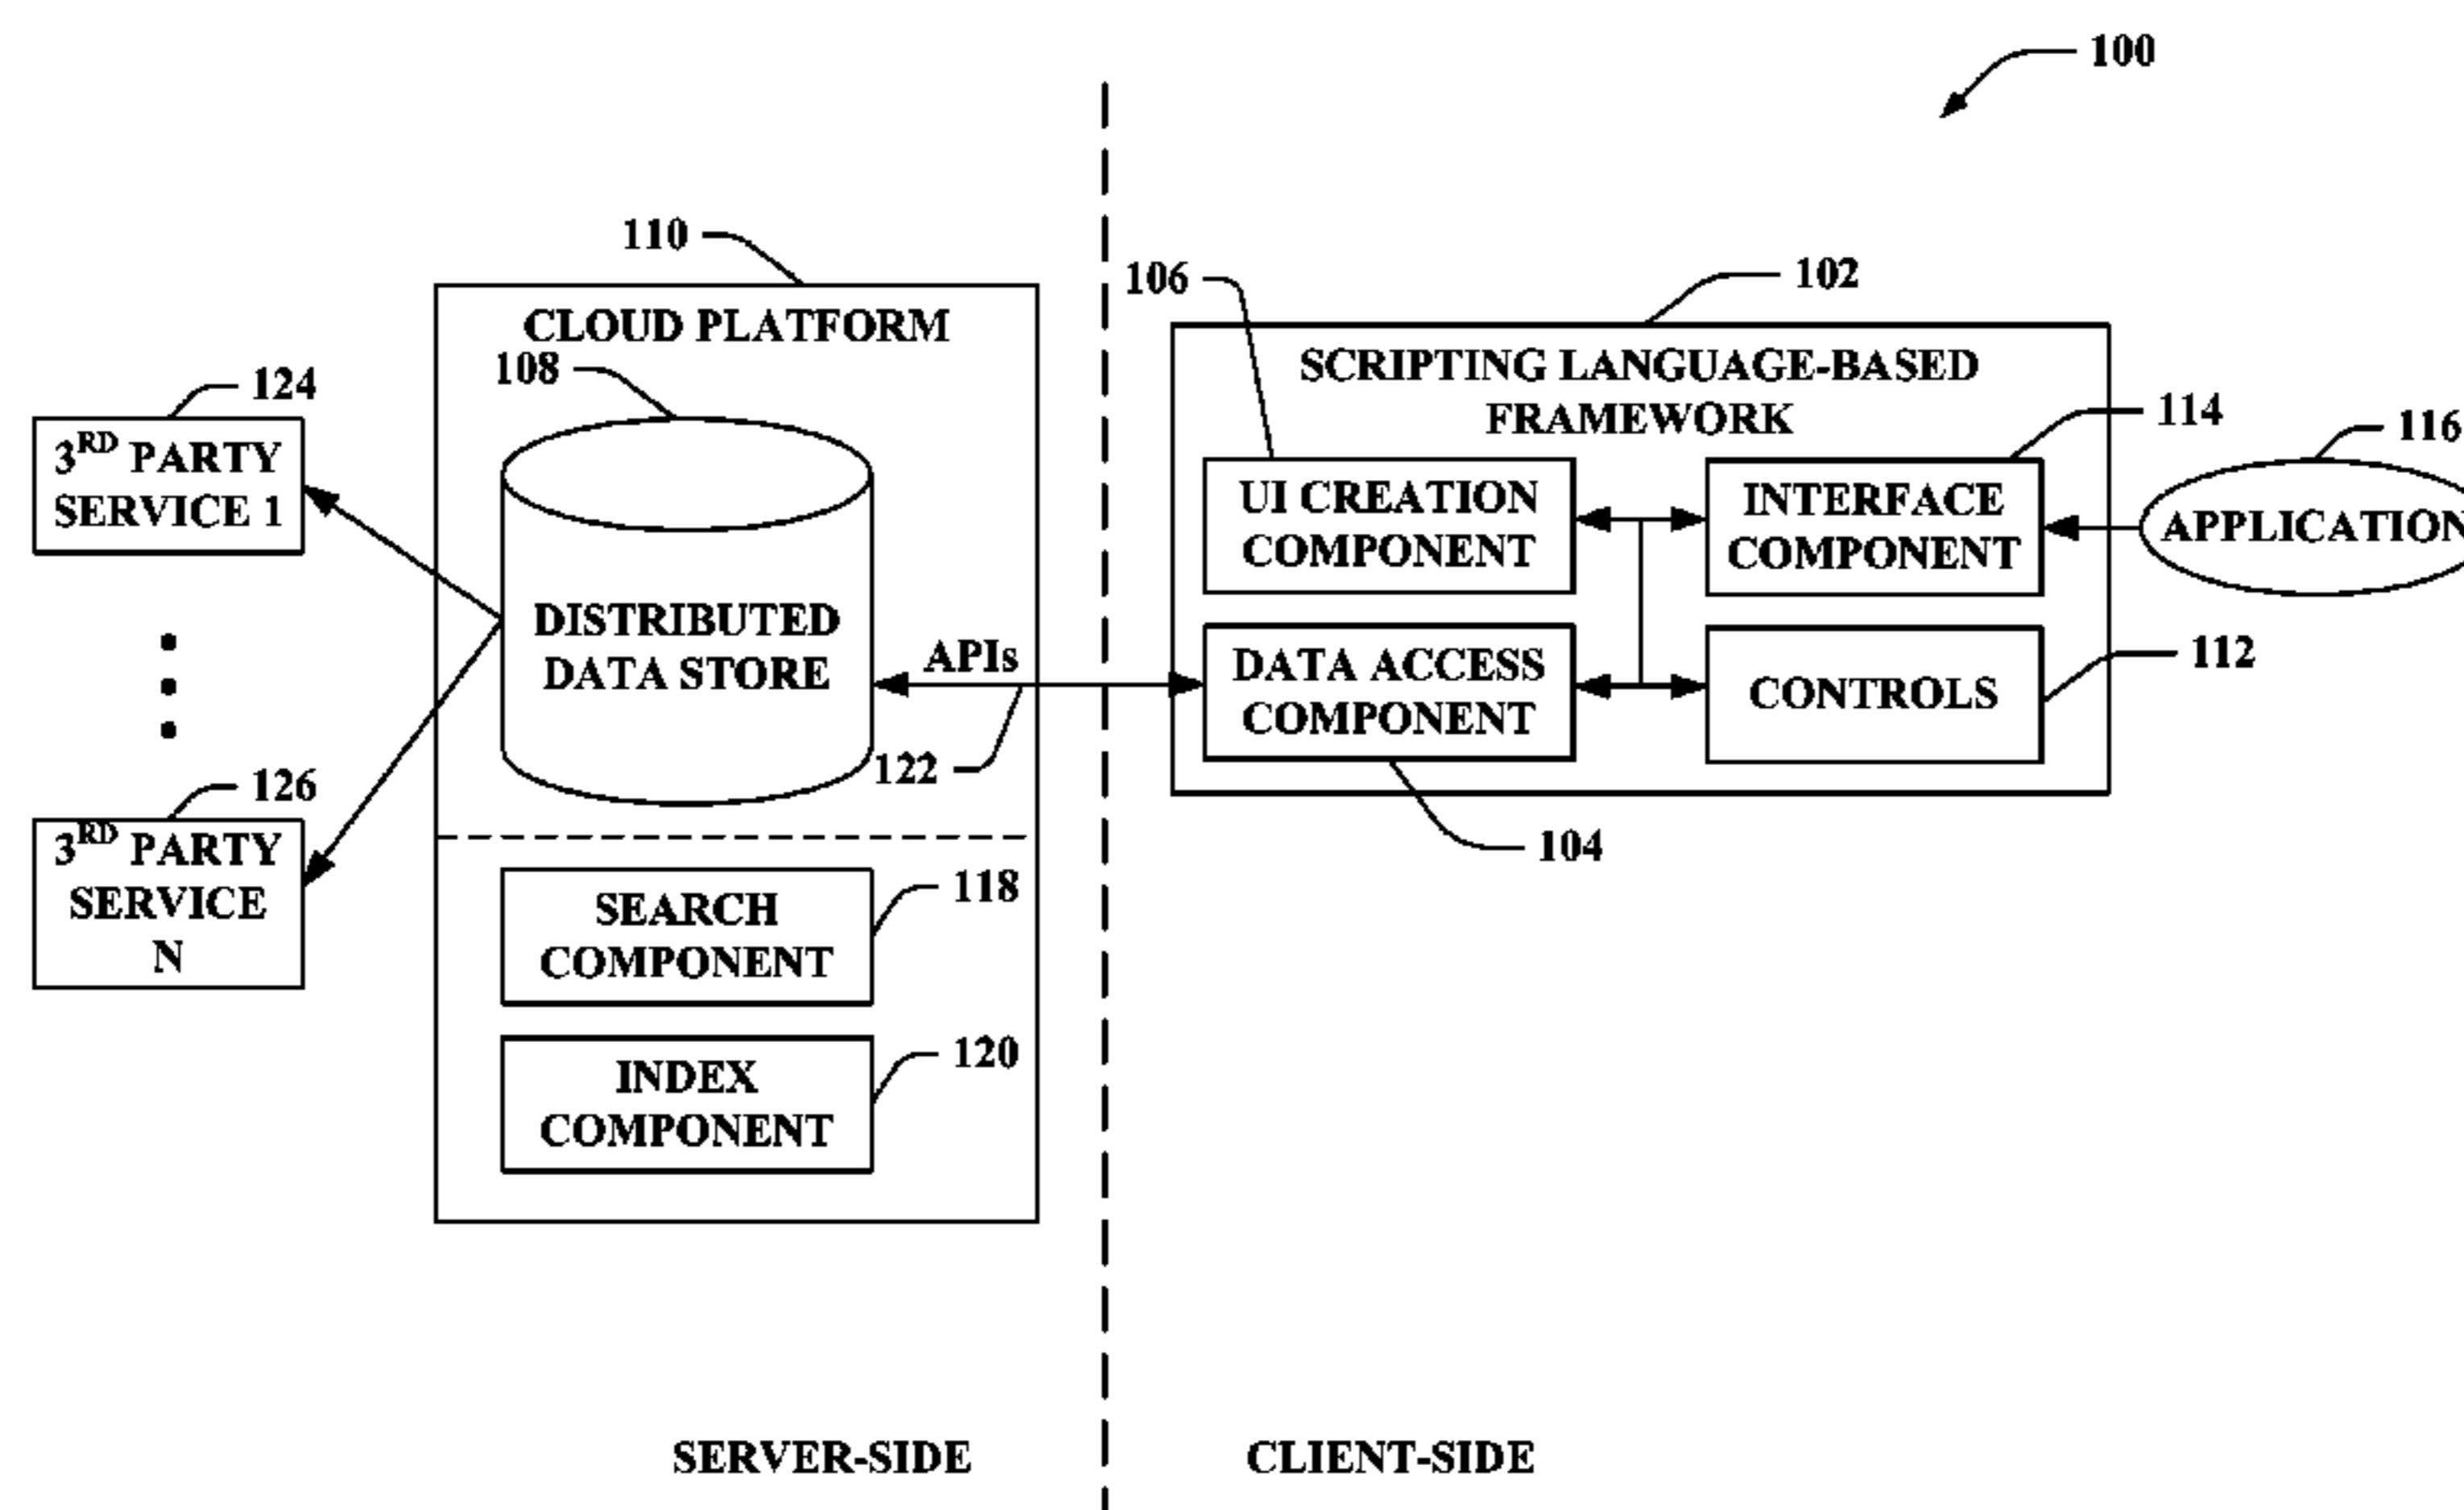 100
110
CLOUD PLATFORM
108
DISTRIBUTED
DATA STORE
124
3RD PARTY
SERVICE 1
126
3RD PARTY
SERVICE
N
APIs
122
SEARCH
COMPONENT
118
INDEX
COMPONENT
120
106
102
SCRIPTING LANGUAGE-BASED
FRAMEWORK
UI CREATION
COMPONENT
114
INTERFACE
COMPONENT
116
APPLICATION
DATA ACCESS
COMPONENT
CONTROLS
112
104
SERVER-SIDE
CLIENT-SIDE